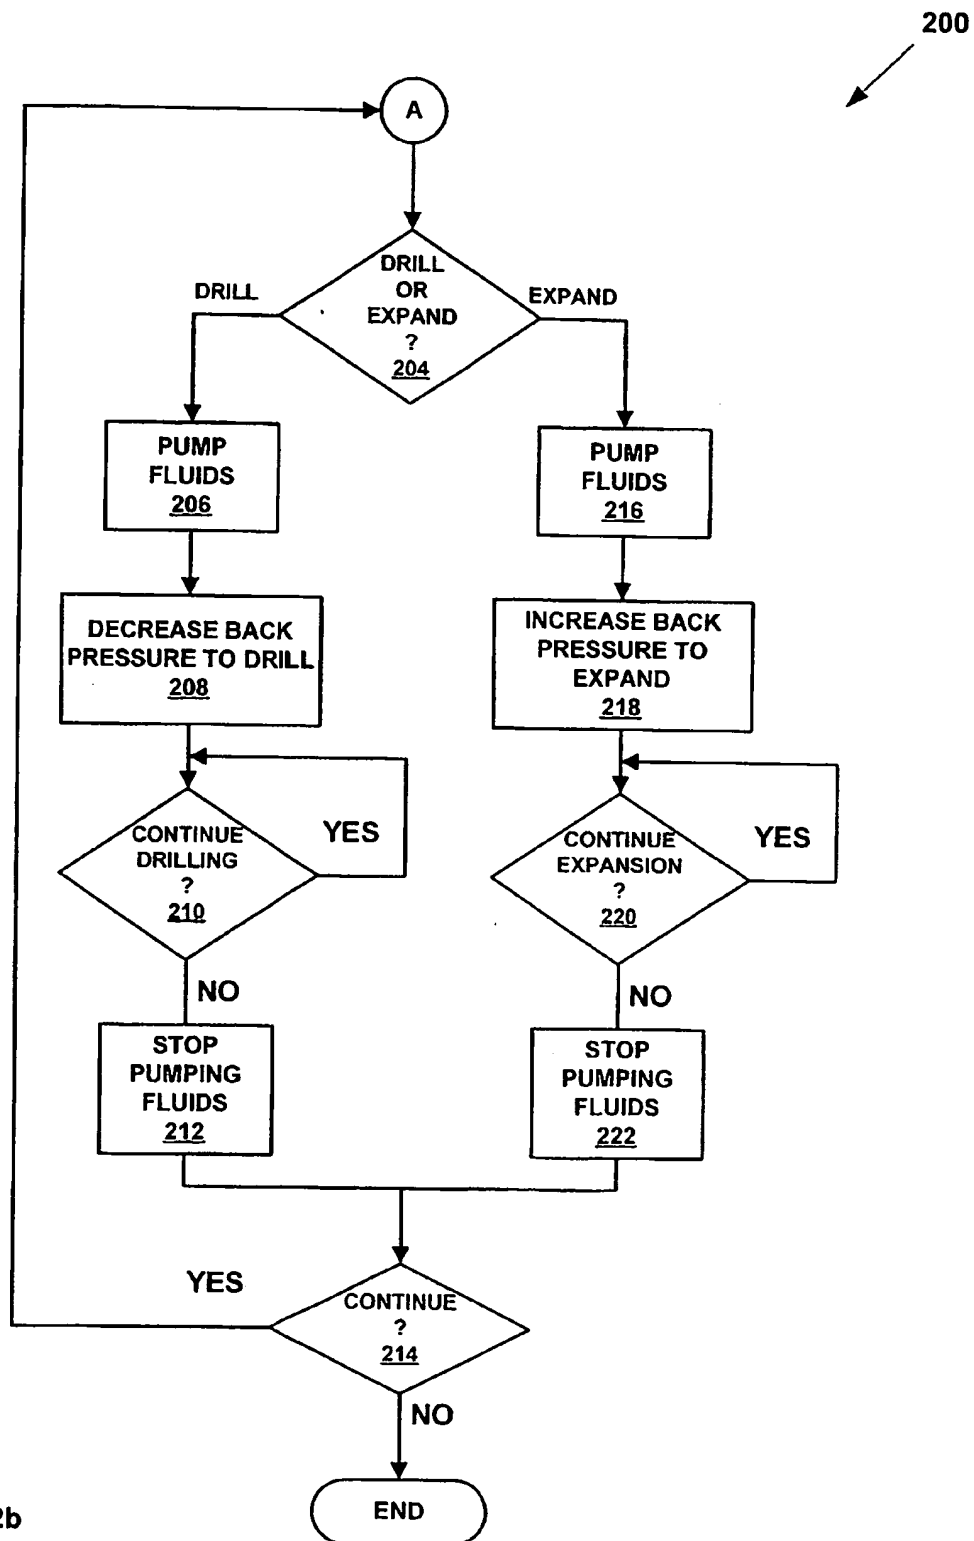 200
A
DRILL
OR
EXPAND
?
204
DRILL
EXPAND
PUMP
FLUIDS
206
PUMP
FLUIDS
216
DECREASE BACK
PRESSURE TO DRILL
208
INCREASE BACK
PRESSURE TO
EXPAND
218
CONTINUE
DRILLING
?
210
YES
CONTINUE
EXPANSION
?
220
YES
NO
NO
STOP
PUMPING
FLUIDS
212
STOP
PUMPING
FLUIDS
222
YES
CONTINUE
?
214
NO
END
2b